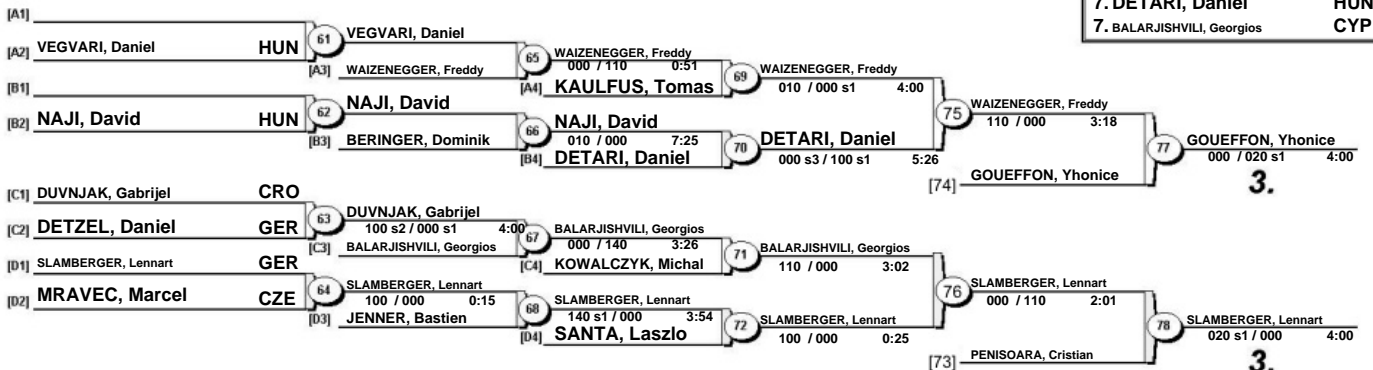 7. DETARI, Daniel HUN
7. BALARJISHVILI, Georgios CYP
[A1]
[A2] VEGVARI, Daniel HUN
61
VEGVARI, Daniel
[A3] WAIZENEGGER, Freddy
65
WAIZENEGGER, Freddy
000 / 110 0:51
[A4] KAULFUS, Tomas
69
WAIZENEGGER, Freddy
010 / 000 s1 4:00
[B1]
[B2] NAJI, David HUN
62
NAJI, David
[B3] BERINGER, Dominik
66
NAJI, David
010 / 000 7:25
[B4] DETARI, Daniel
70
DETARI, Daniel
000 s3 / 100 s1 5:26
75
WAIZENEGGER, Freddy
110 / 000 3:18
[74] GOUEFFON, Yhonice
77
GOUEFFON, Yhonice
000 / 020 s1 4:00
3.
[C1] DUVNJAK, Gabrijel CRO
[C2] DETZEL, Daniel GER
63
DUVNJAK, Gabrijel
100 s2 / 000 s1 4:00
[C3] BALARJISHVILI, Georgios
67
BALARJISHVILI, Georgios
000 / 140 3:26
[C4] KOWALCZYK, Michal
71
BALARJISHVILI, Georgios
110 / 000 3:02
[D1] SLAMBERGER, Lennart GER
[D2] MRAVEC, Marcel CZE
64
SLAMBERGER, Lennart
100 / 000 0:15
[D3] JENNER, Bastien
68
SLAMBERGER, Lennart
140 s1 / 000 3:54
[D4] SANTA, Laszlo
72
SLAMBERGER, Lennart
100 / 000 0:25
76
SLAMBERGER, Lennart
000 / 110 2:01
[73] PENISOARA, Cristian
78
SLAMBERGER, Lennart
020 s1 / 000 4:00
3.